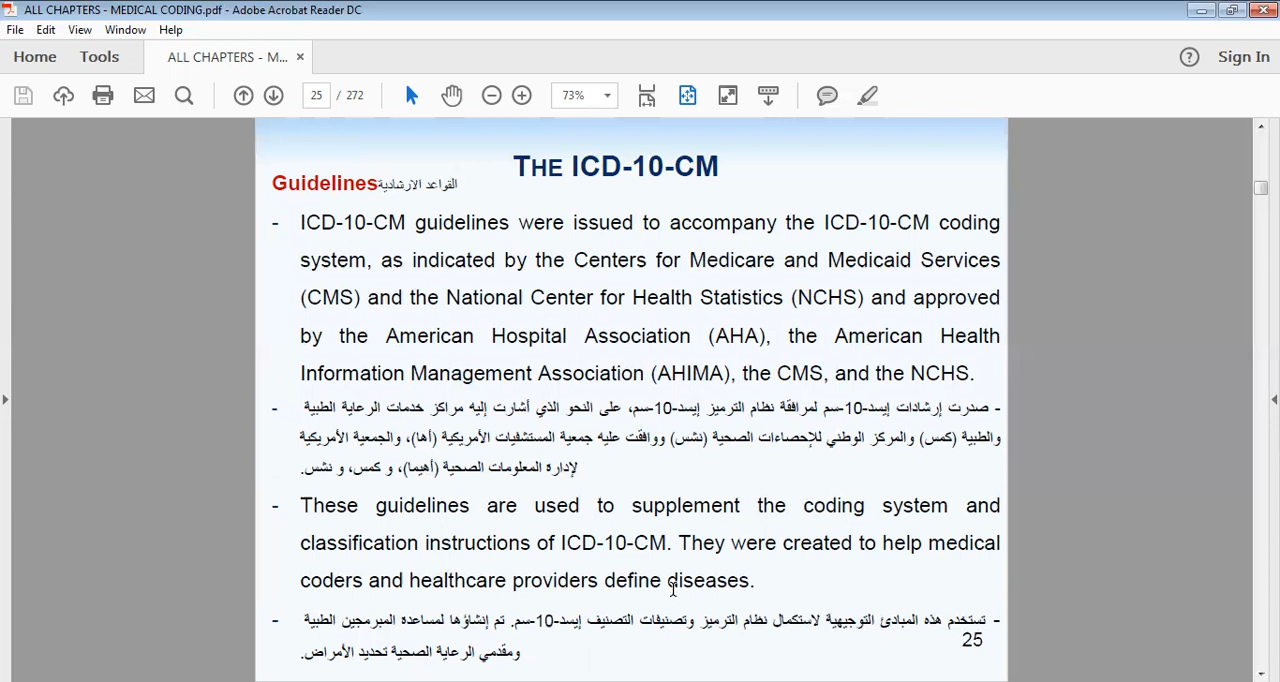 ALL CHAPTERS - MEDICAL CODING.pdf - Adobe Acrobat Reader DC
File Edit View Window Help
Home Tools ALL CHAPTERS - M... × ? Sign In
25 / 272 73%
THE ICD-10-CM
Guidelines القواعد الارشادية
- ICD-10-CM guidelines were issued to accompany the ICD-10-CM coding
system, as indicated by the Centers for Medicare and Medicaid Services
(CMS) and the National Center for Health Statistics (NCHS) and approved
by the American Hospital Association (AHA), the American Health
Information Management Association (AHIMA), the CMS, and the NCHS.
- - صدرت إرشادات إيسد-10-سم لمرافقة نظام الترميز إيسد-10-سم، على النحو الذي أشارت إليه مراكز خدمات الرعاية الطبية
والطبية (كمس) والمركز الوطني للإحصاءات الصحية (نشس) ووافقت عليه جمعية المستشفيات الأمريكية (أها)، والجمعية الأمريكية
لإدارة المعلومات الصحية (أهيما)، و كمس، و نشس.
- These guidelines are used to supplement the coding system and
classification instructions of ICD-10-CM. They were created to help medical
coders and healthcare providers define diseases.
- - تستخدم هذه المبادئ التوجيهية لاستكمال نظام الترميز وتصنيفات التصنيف إيسد-10-سم. تم إنشاؤها لمساعدة المبرمجين الطبية
ومقدمي الرعاية الصحية تحديد الأمراض.
25